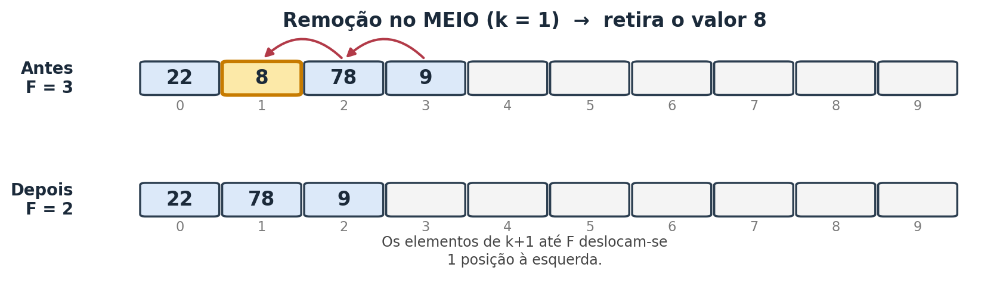 Remoção no MEIO (k = 1) → retira o valor 8
Antes
F = 3
22 8 78 9
0 1 2 3 4 5 6 7 8 9
Depois
F = 2
22 78 9
0 1 2 3 4 5 6 7 8 9
Os elementos de k+1 até F deslocam-se
1 posição à esquerda.